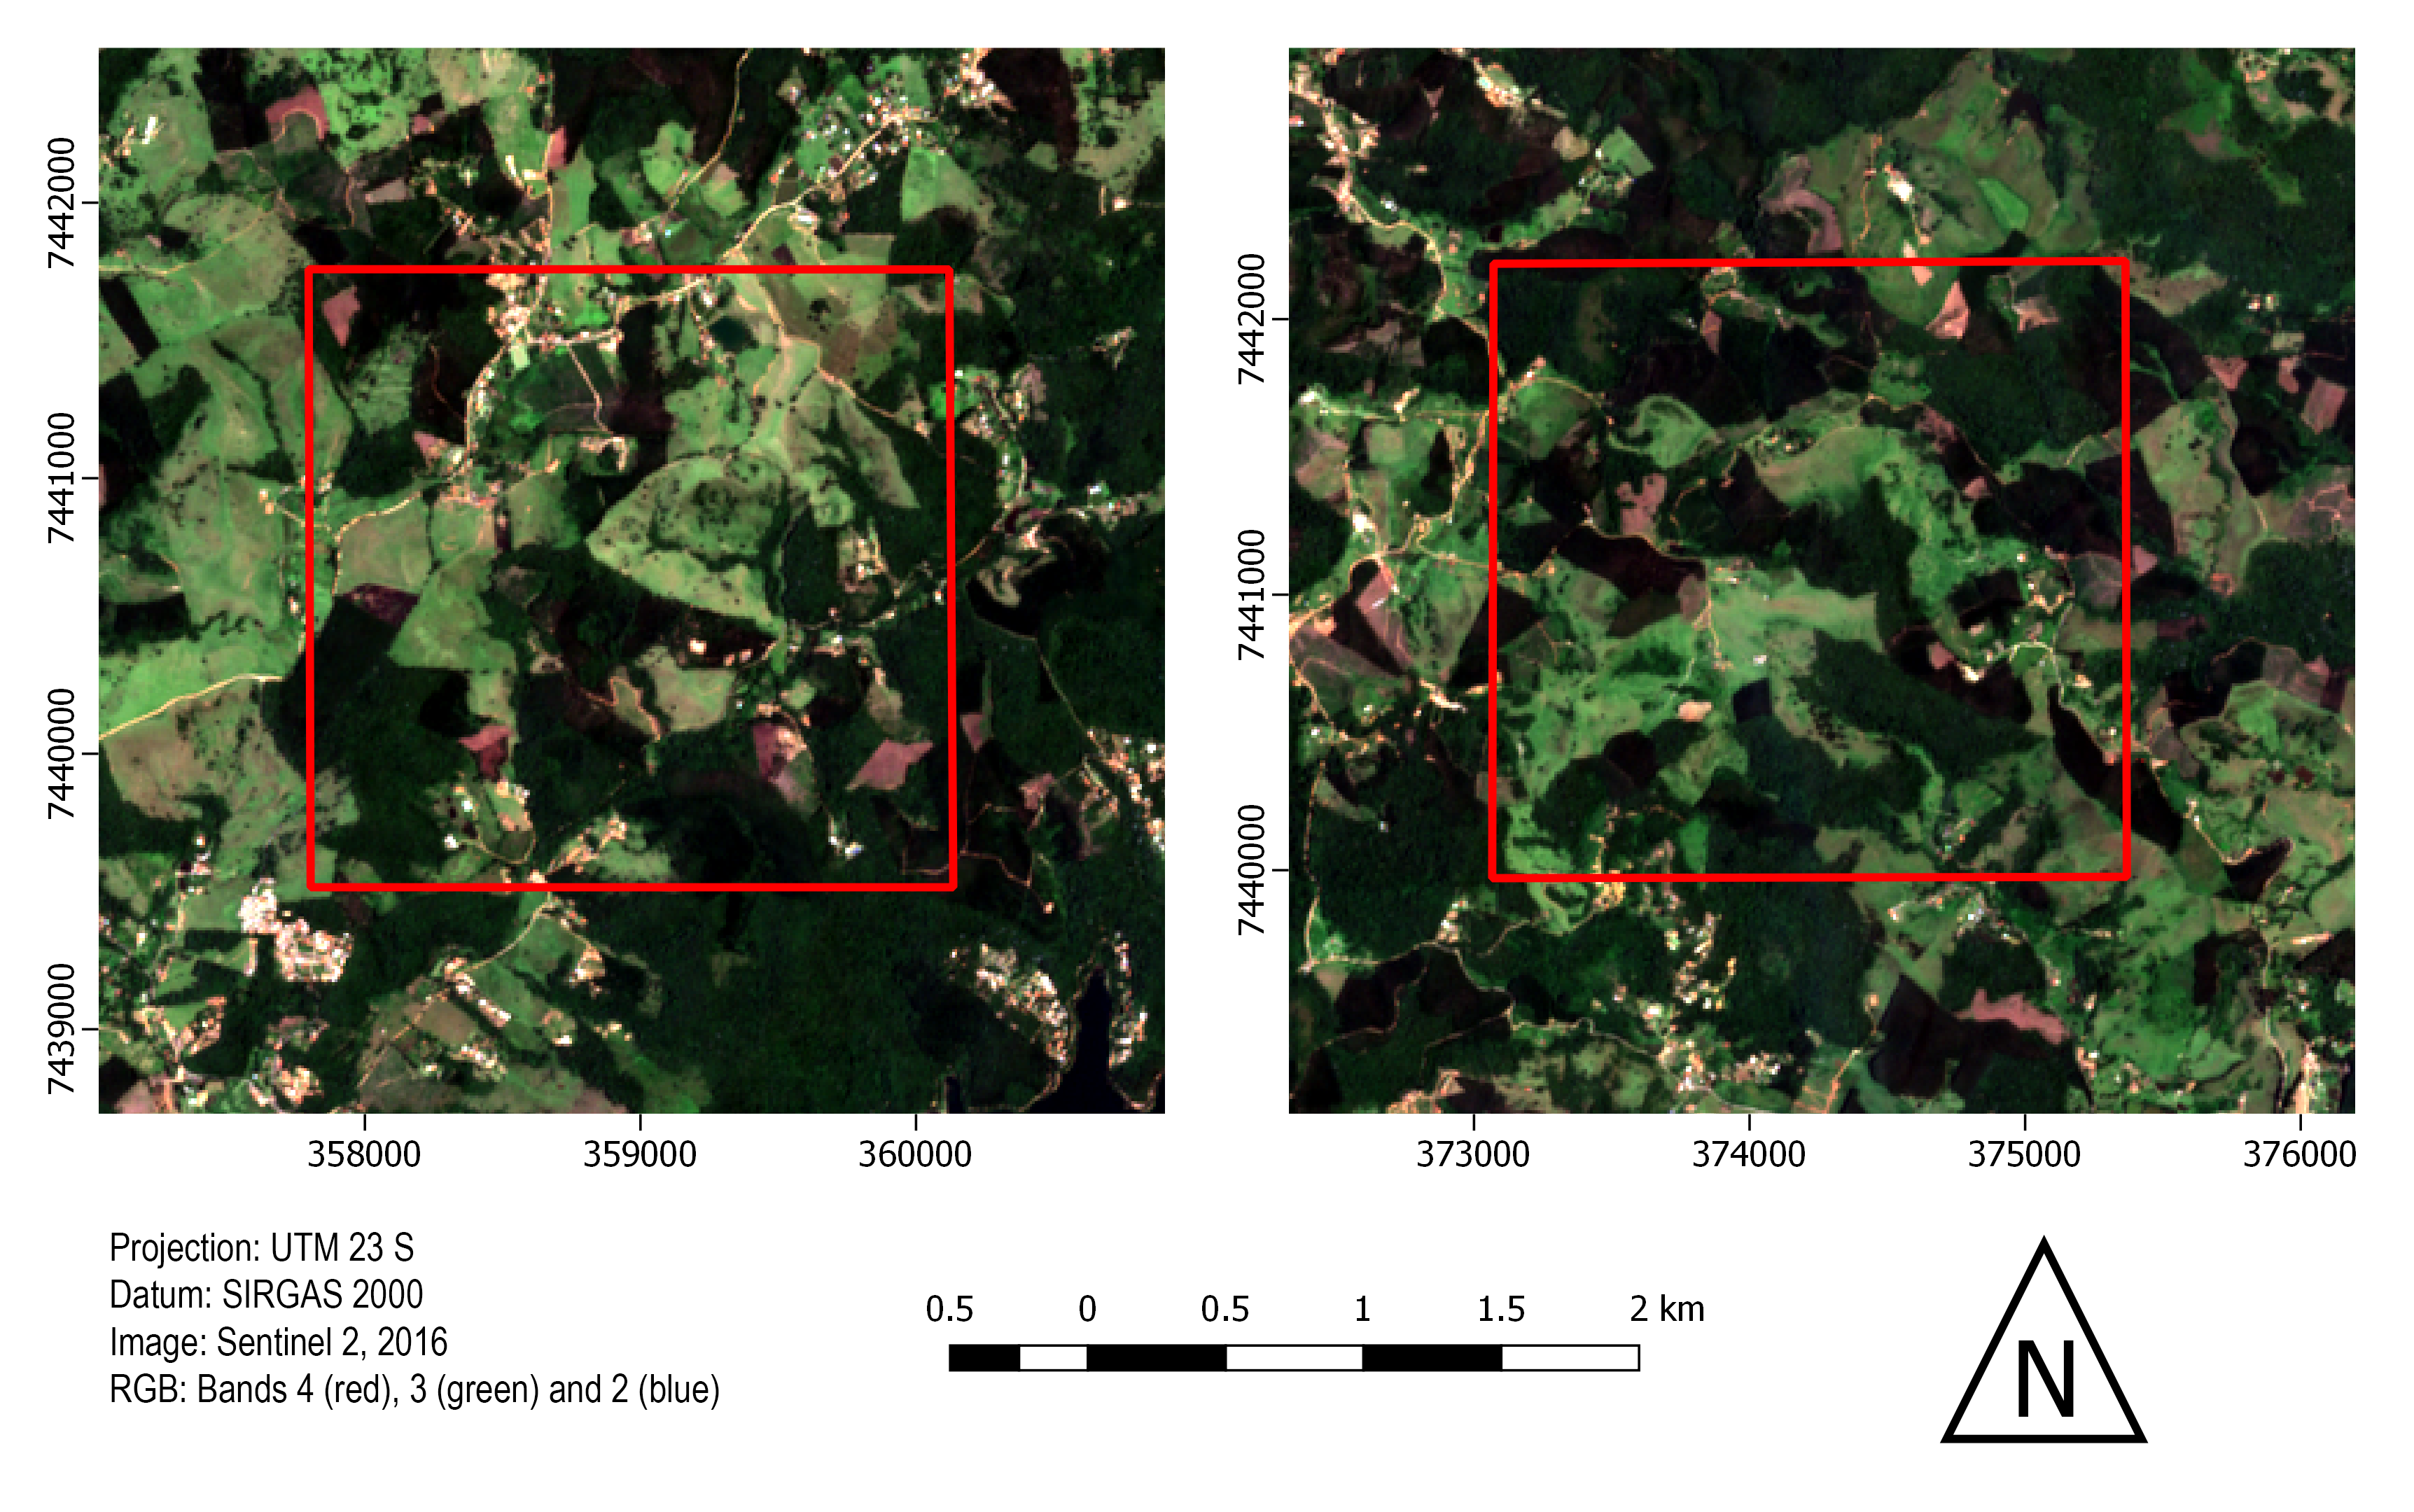 7442000
7441000
7440000
7439000
358000 359000 360000
7442000
7441000
7440000
373000 374000 375000 376000
Projection: UTM 23 S
Datum: SIRGAS 2000
Image: Sentinel 2, 2016
RGB: Bands 4 (red), 3 (green) and 2 (blue)
0.5 0 0.5 1 1.5 2 km
N